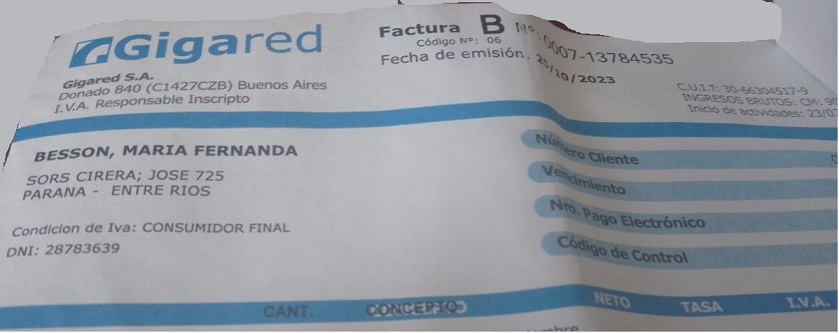 Gigared
Factura B Nº: 0007-13784535
Código Nº: 06
Fecha de emisión. 25/10/2023
Gigared S.A.
Donado 840 (C1427CZB) Buenos Aires
I.V.A. Responsable Inscripto
C.U.I.T: 30-66304517-9
INGRESOS BRUTOS: CM: 90
Inicio de actividades: 23/07
BESSON, MARIA FERNANDA
SORS CIRERA; JOSE 725
PARANA - ENTRE RIOS
Condicion de Iva: CONSUMIDOR FINAL
DNI: 28783639
Número Cliente
Vencimiento
Nro. Pago Electrónico
Código de Control
CANT. CONCEPTO NETO TASA I.V.A.